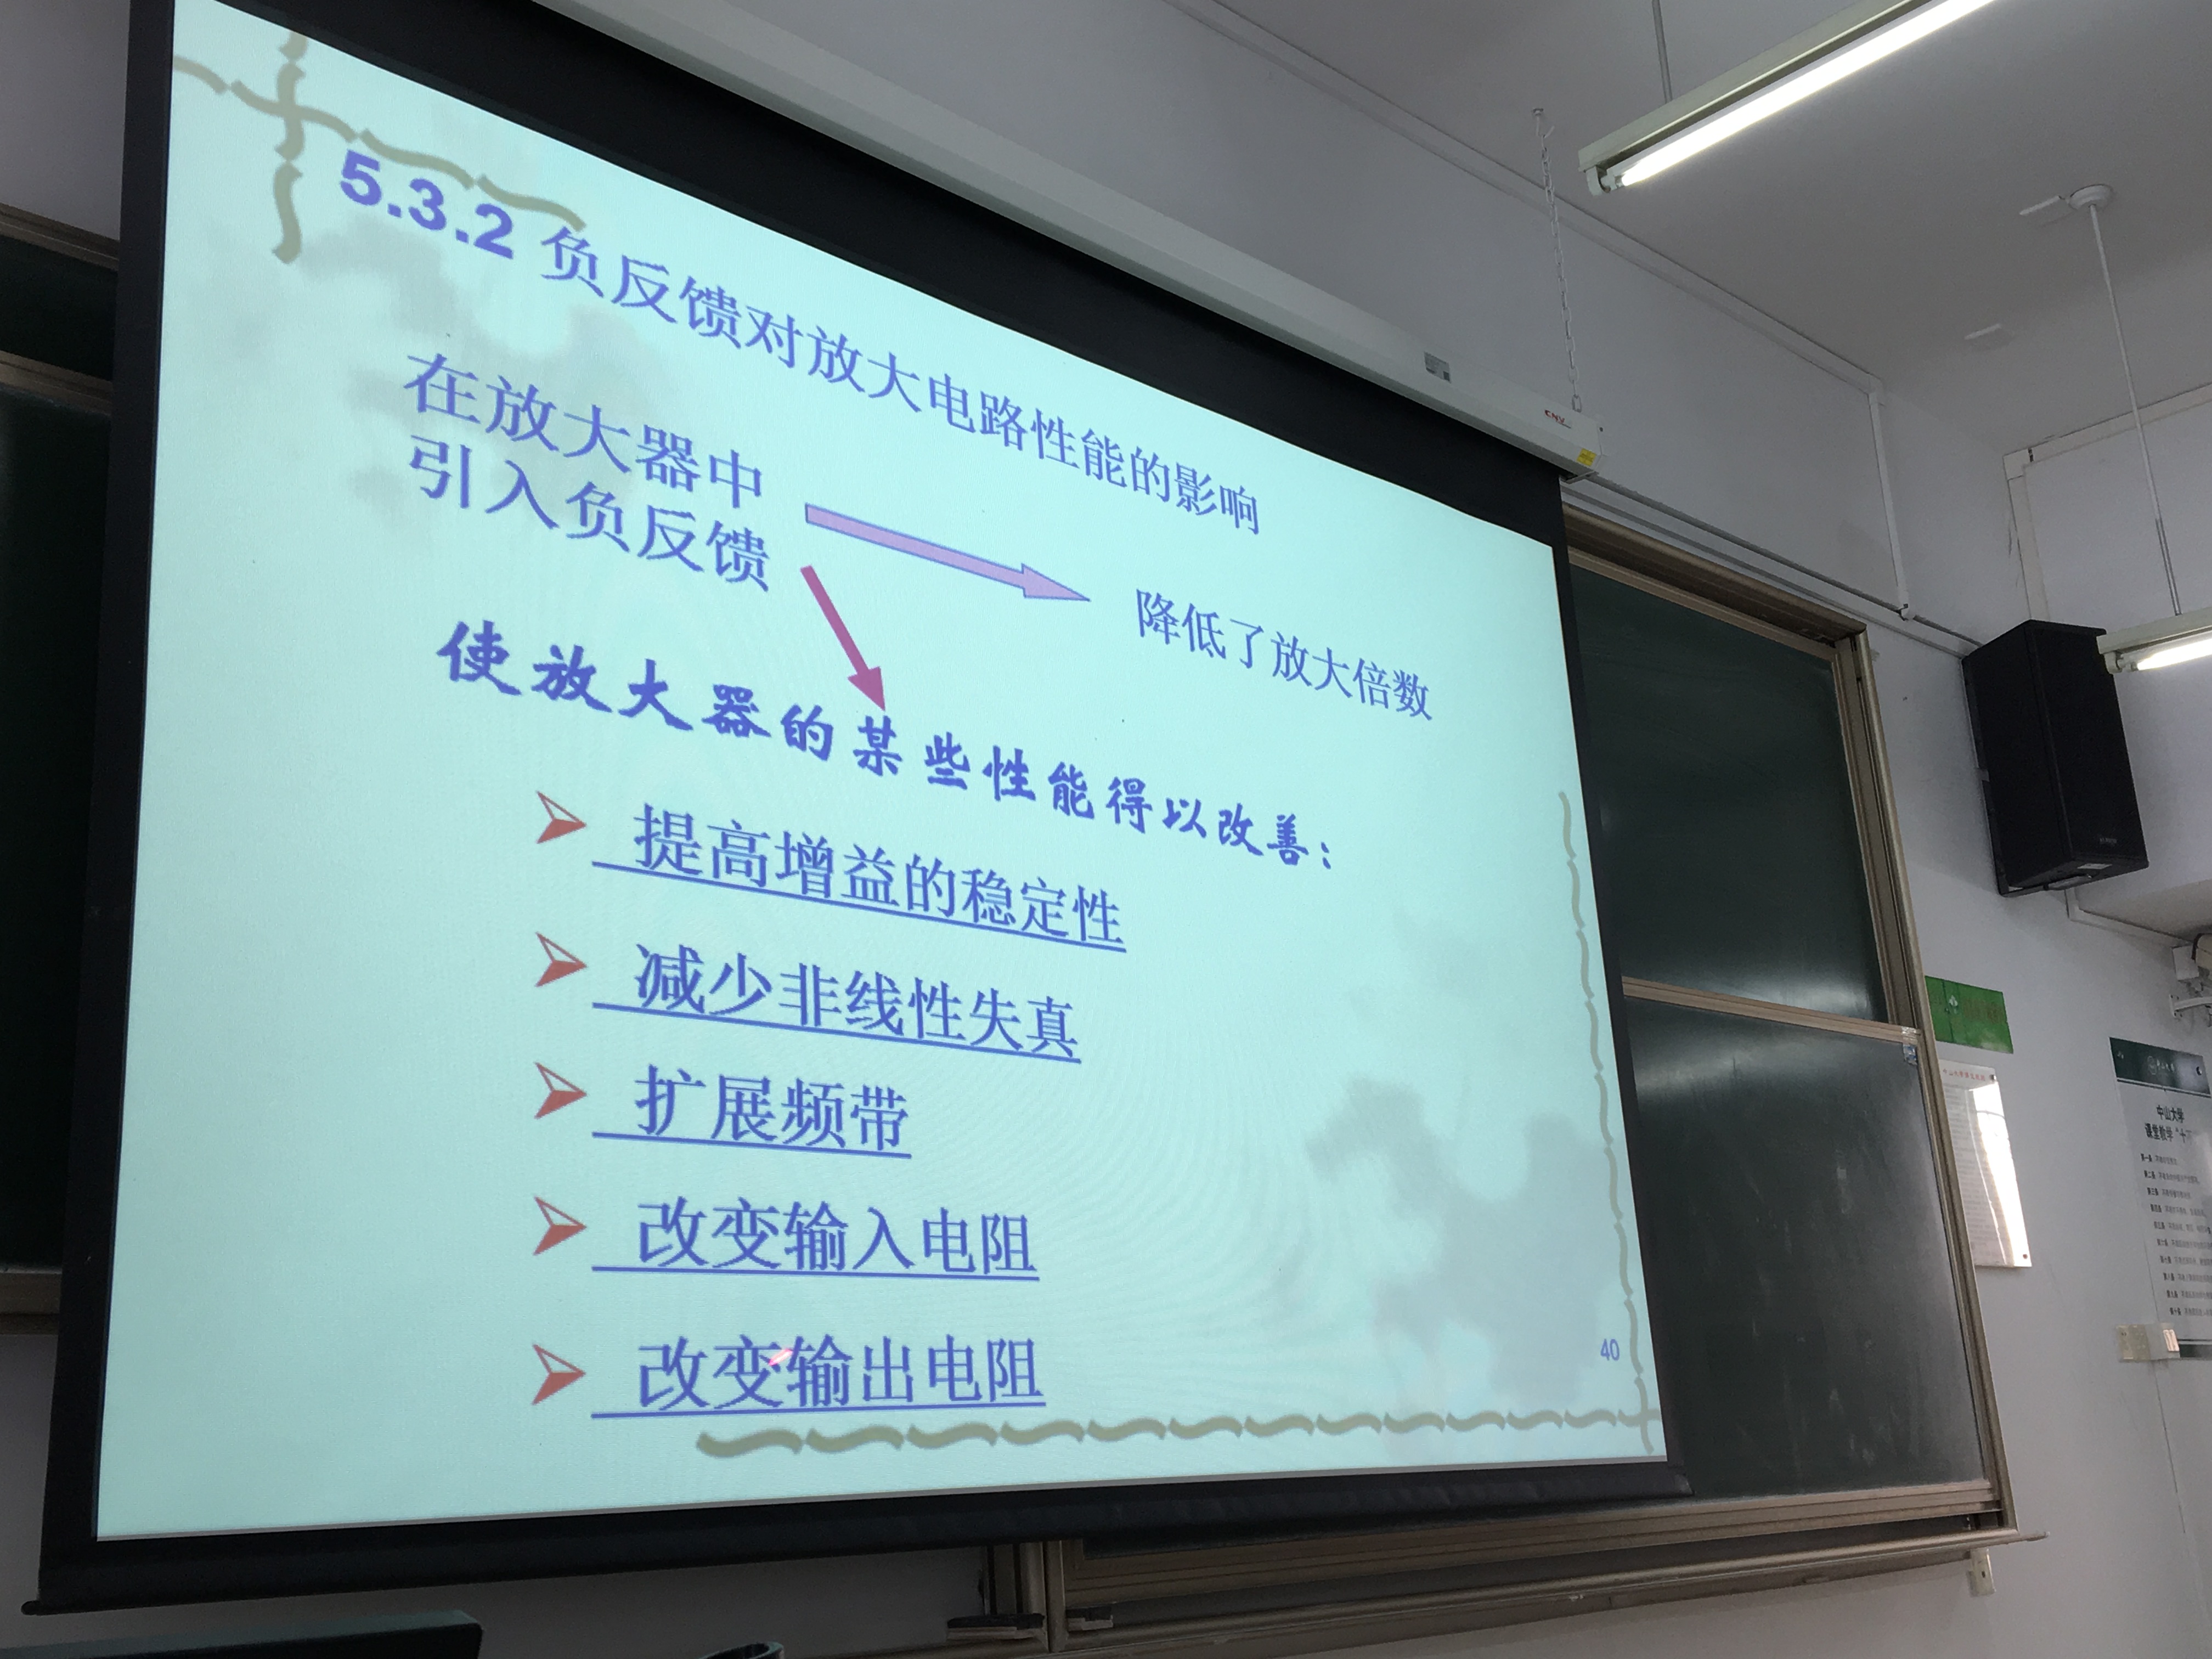 5.3.2 负反馈对放大电路性能的影响
在放大器中
引入负反馈
降低了放大倍数
使放大器的某些性能得以改善：
提高增益的稳定性
减少非线性失真
扩展频带
改变输入电阻
改变输出电阻
40
中山大学
课堂教学“十